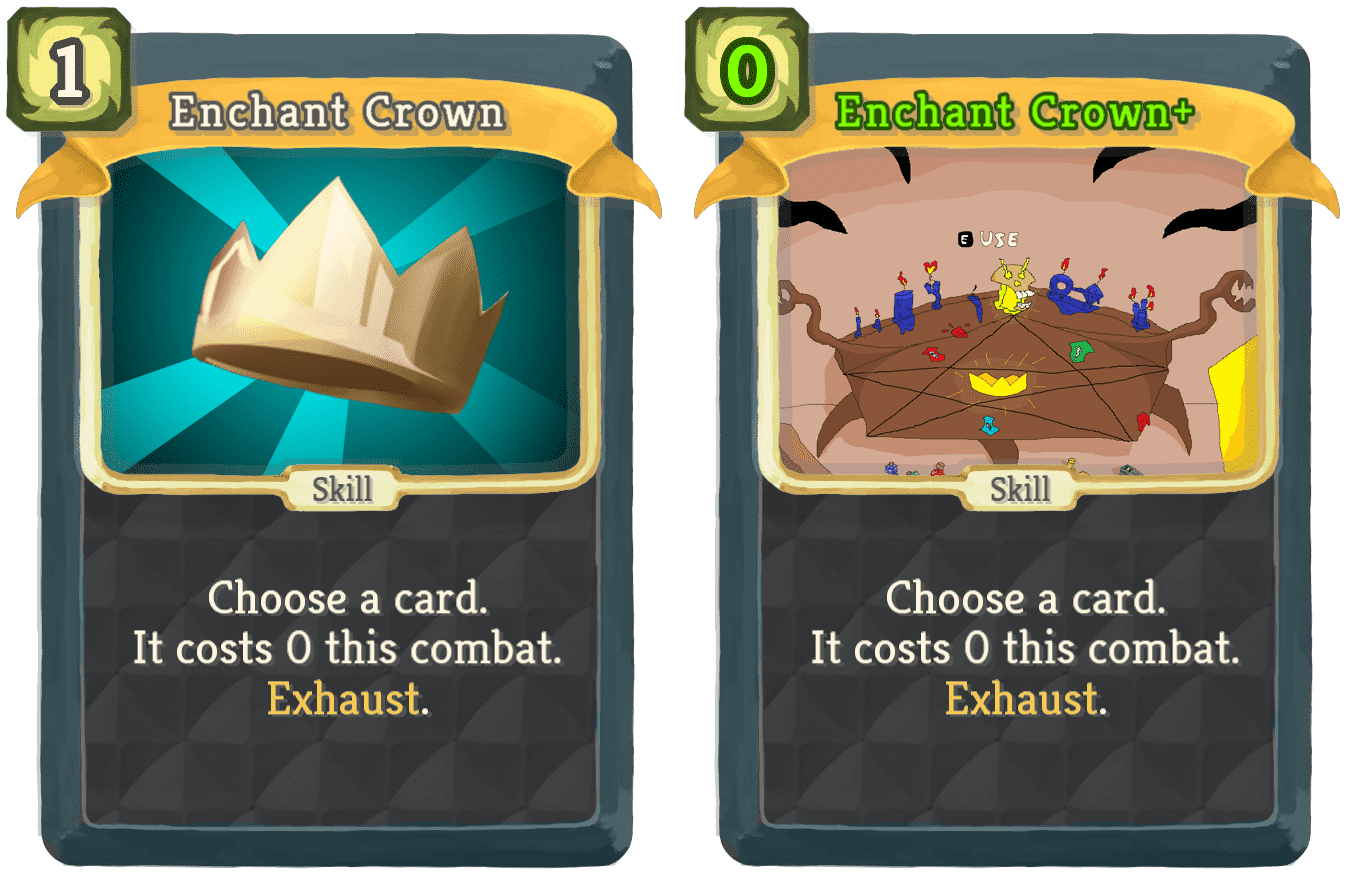 1
Enchant Crown
Skill
Choose a card.
It costs 0 this combat.
Exhaust.
0
Enchant Crown+
E USE
Skill
Choose a card.
It costs 0 this combat.
Exhaust.